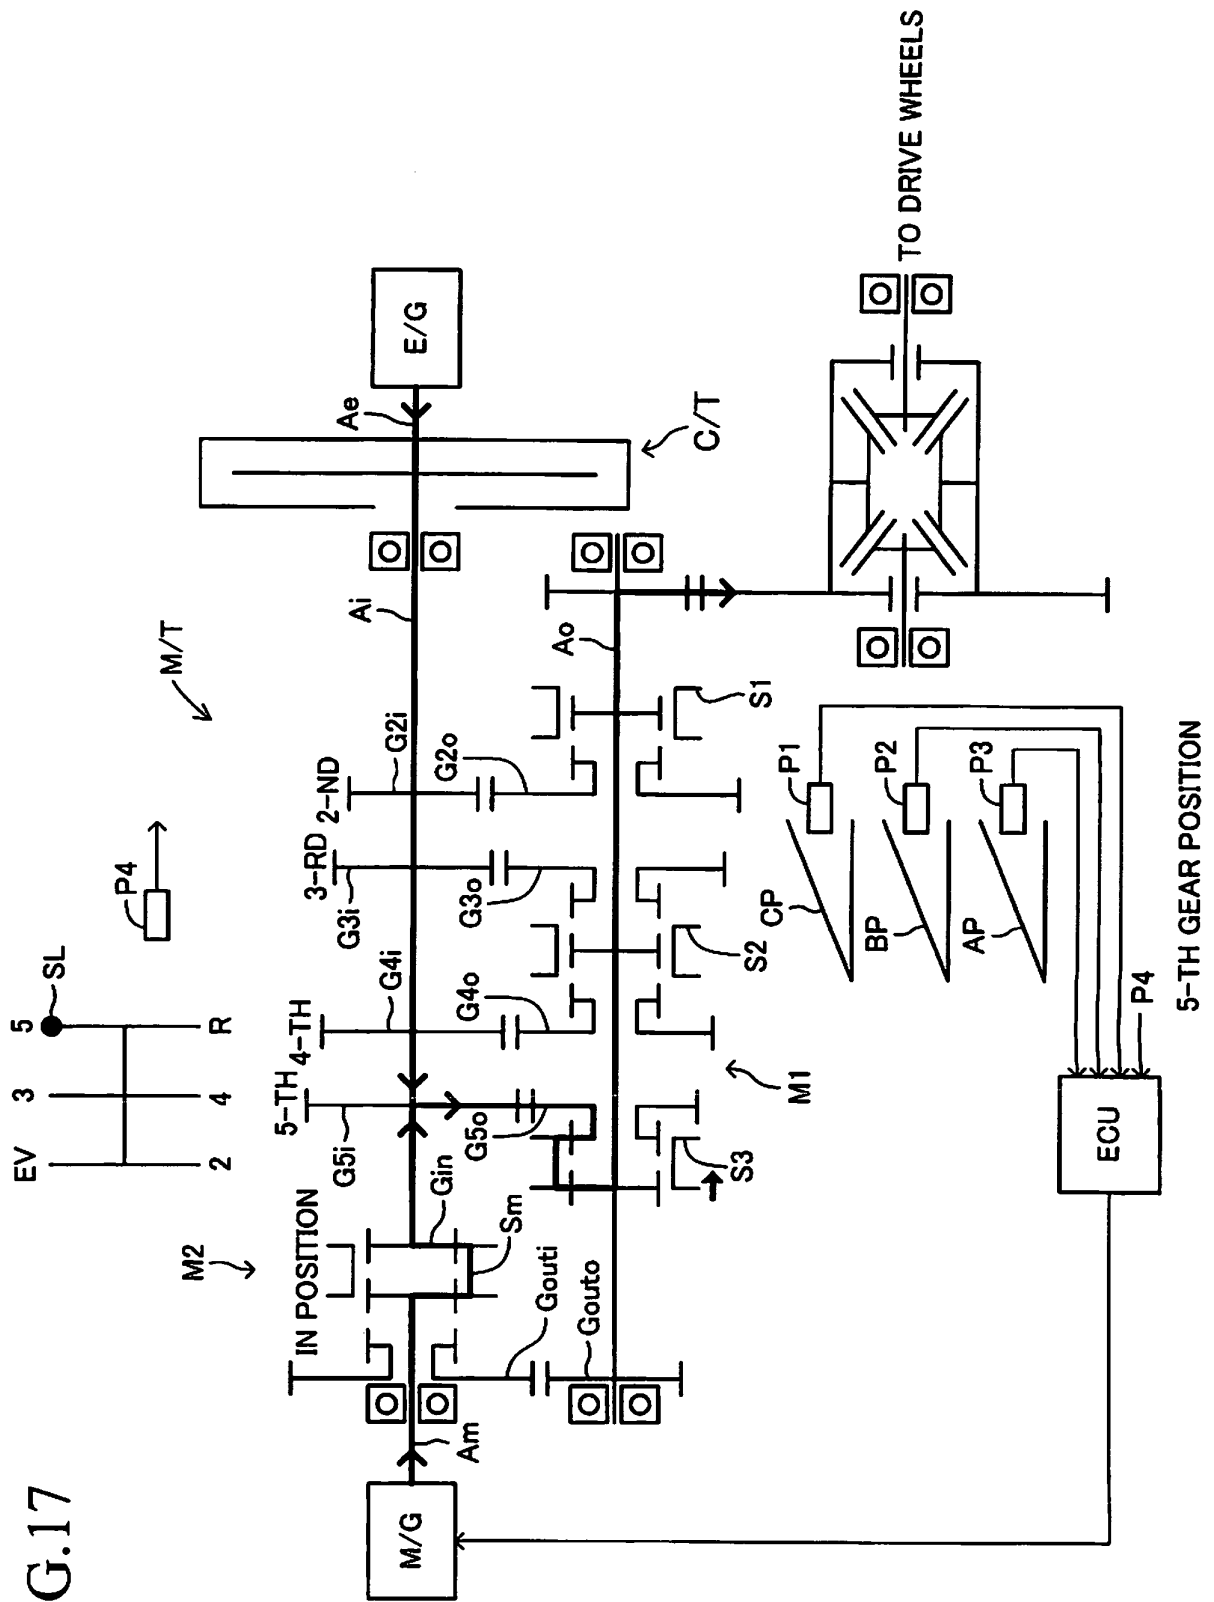 G.17
EV 3 5
SL
2 4 R
P4
M/T
M2
IN POSITION
5-TH
4-TH
3-RD
2-ND
G5i
G4i
G3i
G2i
Ai
Ae
E/G
C/T
M/G
Am
Gin
Sm
Gouti
Gouto
G5o
G4o
G3o
G2o
Ao
S3
S2
S1
M1
CP
BP
AP
P1
P2
P3
P4
ECU
TO DRIVE WHEELS
5-TH GEAR POSITION